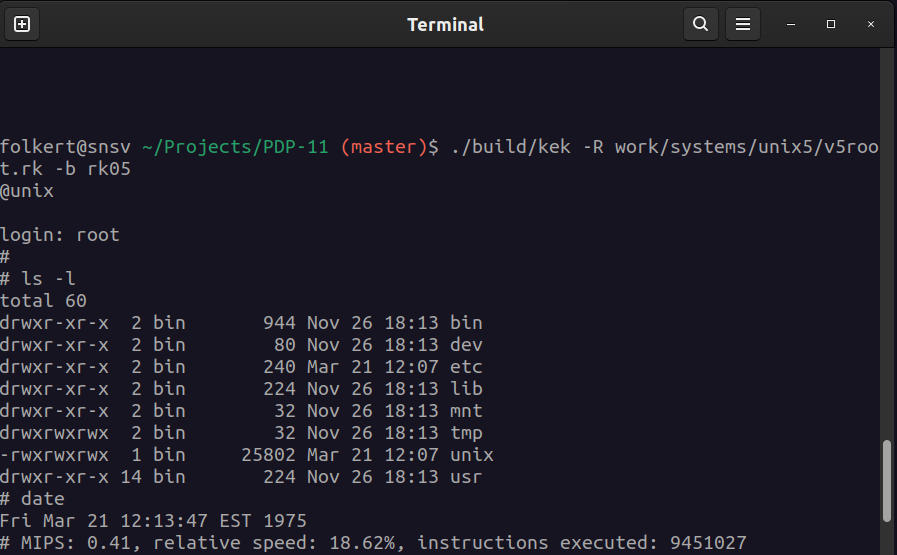 Terminal
folkert@snsv ~/Projects/PDP-11 (master)$ ./build/kek -R work/systems/unix5/v5roo
t.rk -b rk05
@unix
login: root
#
# ls -l
total 60
drwxr-xr-x  2 bin       944 Nov 26 18:13 bin
drwxr-xr-x  2 bin        80 Nov 26 18:13 dev
drwxr-xr-x  2 bin       240 Mar 21 12:07 etc
drwxr-xr-x  2 bin       224 Nov 26 18:13 lib
drwxr-xr-x  2 bin        32 Nov 26 18:13 mnt
drwxrwxrwx  2 bin        32 Nov 26 18:13 tmp
-rwxrwxrwx  1 bin     25802 Mar 21 12:07 unix
drwxr-xr-x 14 bin       224 Nov 26 18:13 usr
# date
Fri Mar 21 12:13:47 EST 1975
# MIPS: 0.41, relative speed: 18.62%, instructions executed: 9451027